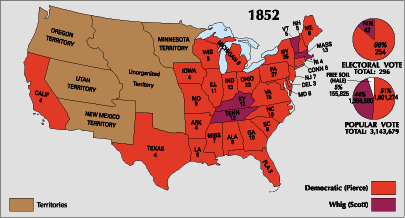 1852
OREGON
TERRITORY
MINNESOTA
TERRITORY
UTAH
TERRITORY
Unorganized
Territory
NEW MEXICO
TERRITORY
CALIF
4
TEXAS
4
IOWA
4
WIS
5
MICHIGAN
6
ILL
11
IND
13
OHIO
23
MO
9
KY
12
TENN
12
ARK
4
LA
6
MISS
7
ALA
9
GA
10
FLA 3
SC
8
NC
10
VA
15
PA
27
NY
35
VT
5
NH
5
ME
8
MASS
13
RI 4
CONN 6
NJ 7
DEL 3
MD 8
14%
42
86%
254
ELECTORAL VOTE
TOTAL: 296
FREE SOIL
(HALE)
5%
155,825
44%
1,386,580
51%
1,601,274
POPULAR VOTE
TOTAL: 3,143,679
Territories
Democratic (Pierce)
Whig (Scott)